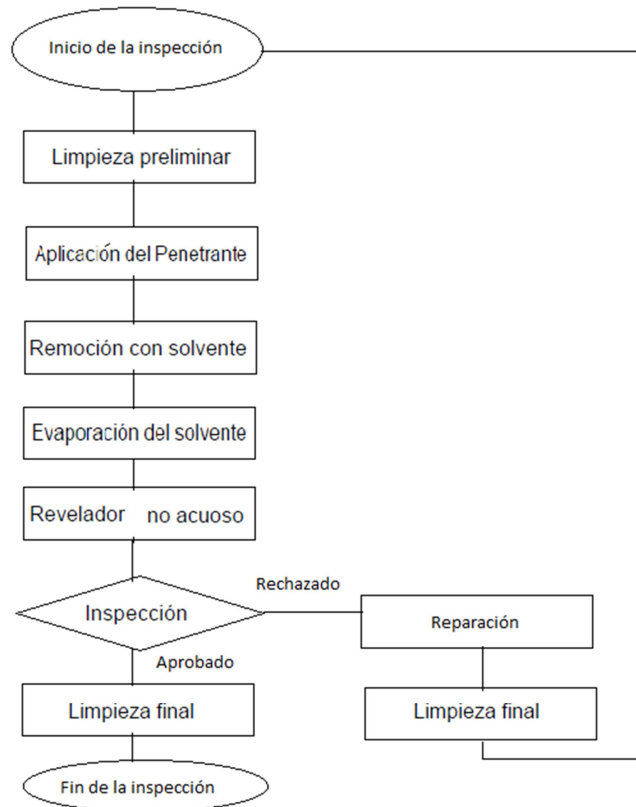 Inicio de la inspección
Limpieza preliminar
Aplicación del Penetrante
Remoción con solvente
Evaporación del solvente
Revelador no acuoso
Inspección
Rechazado
Reparación
Aprobado
Limpieza final
Limpieza final
Fin de la inspección